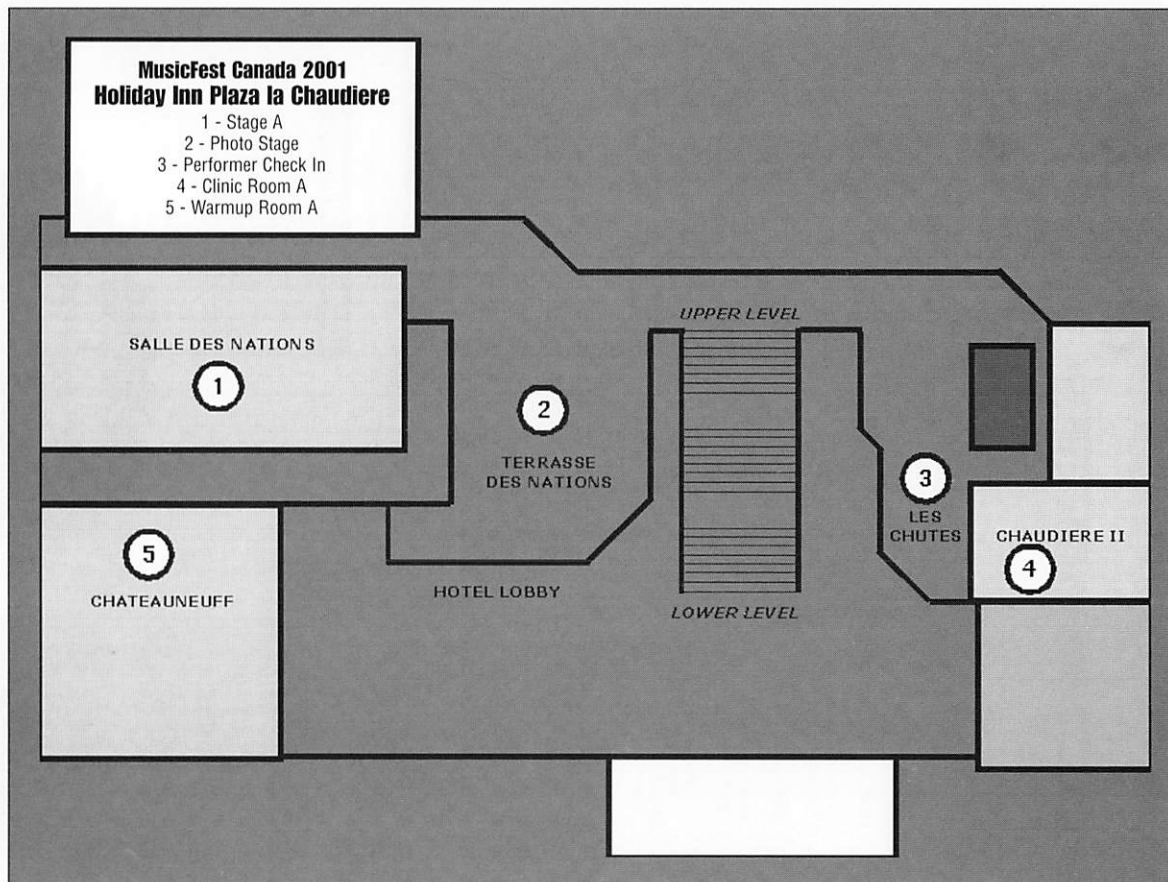 MusicFest Canada 2001
Holiday Inn Plaza la Chaudiere
1 - Stage A
2 - Photo Stage
3 - Performer Check In
4 - Clinic Room A
5 - Warmup Room A
UPPER LEVEL
SALLE DES NATIONS
1
2
TERRASSE
DES NATIONS
3
LES
CHUTES
CHAUDIERE II
4
5
CHATEAUNEUFF
HOTEL LOBBY
LOWER LEVEL